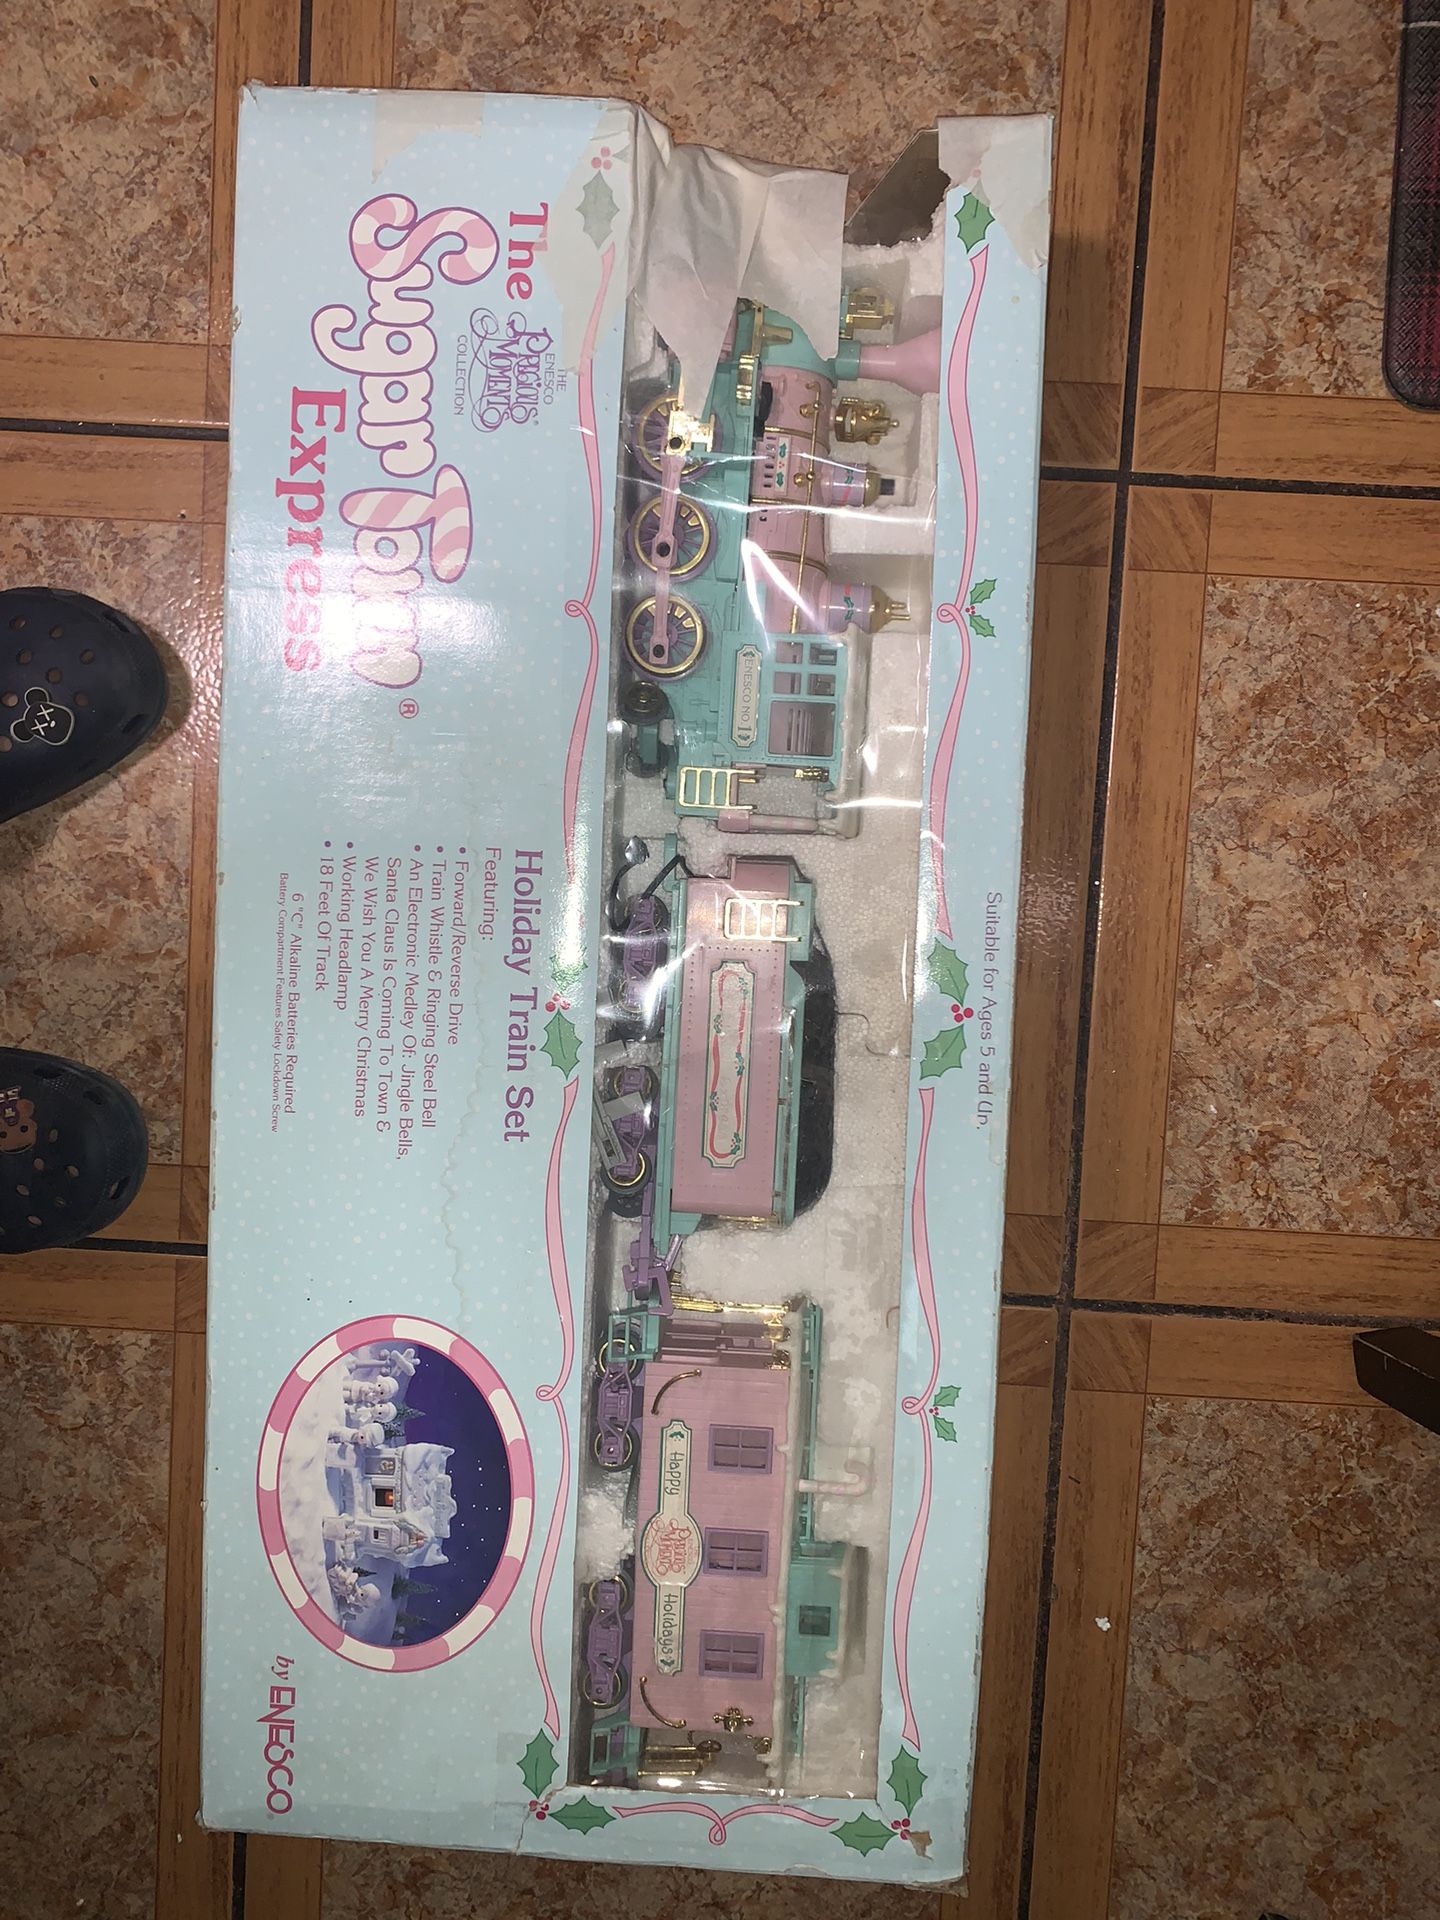 Suitable for Ages 5 and Up.
ENESCO NO. 1
Happy
PRECIOUS
MOMENTS
Holidays
THE
ENESCO
PRECIOUS®
MOMENTS
COLLECTION
The
Sugar Town®
Express
Holiday Train Set
Featuring:
• Forward/Reverse Drive
• Train Whistle & Ringing Steel Bell
• An Electronic Medley Of: Jingle Bells,
Santa Claus Is Coming To Town &
We Wish You A Merry Christmas
• Working Headlamp
• 18 Feet Of Track
6 "C" Alkaline Batteries Required
Battery Compartment Features Safety Lockdown Screw
by ENESCO.